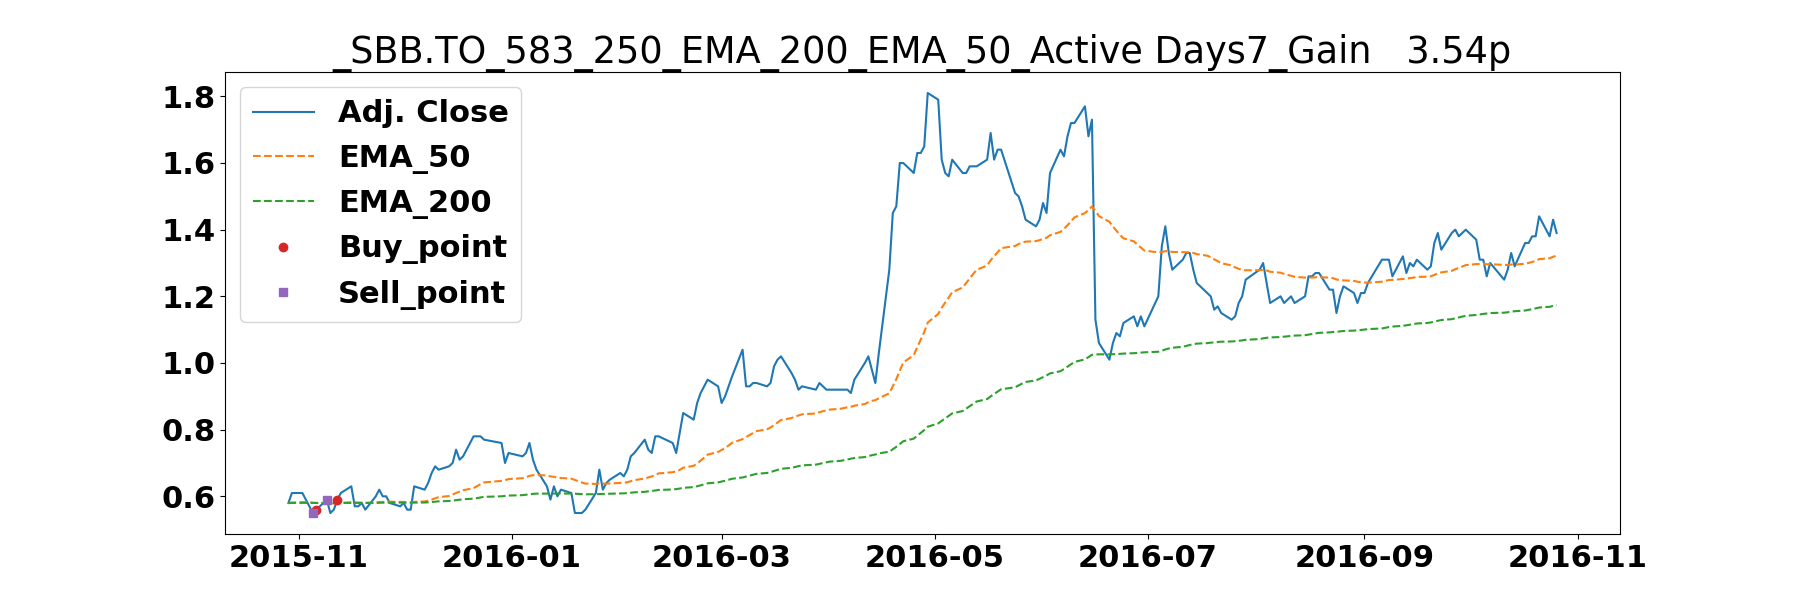 _SBB.TO_583_250_EMA_200_EMA_50_Active Days7_Gain   3.54p
Adj. Close
EMA_50
EMA_200
Buy_point
Sell_point
1.8
1.6
1.4
1.2
1.0
0.8
0.6
2015-11 2016-01 2016-03 2016-05 2016-07 2016-09 2016-11